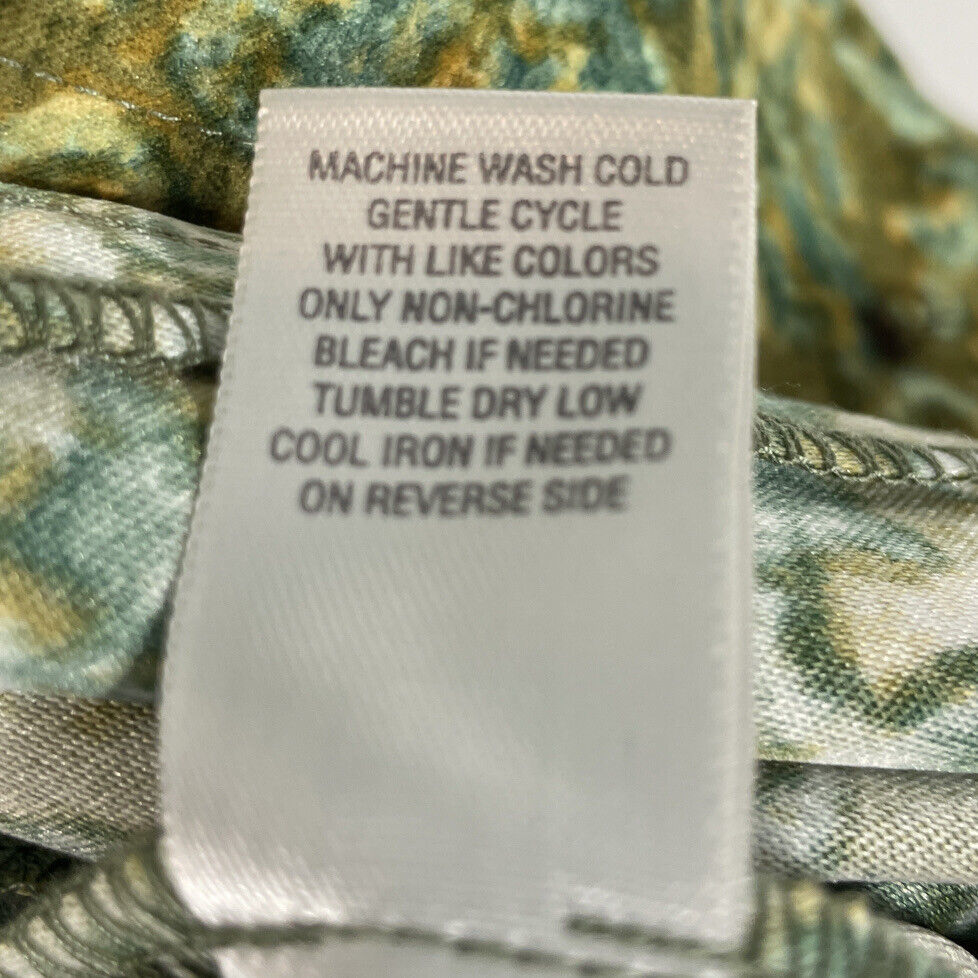 MACHINE WASH COLD
GENTLE CYCLE
WITH LIKE COLORS
ONLY NON-CHLORINE
BLEACH IF NEEDED
TUMBLE DRY LOW
COOL IRON IF NEEDED
ON REVERSE SIDE